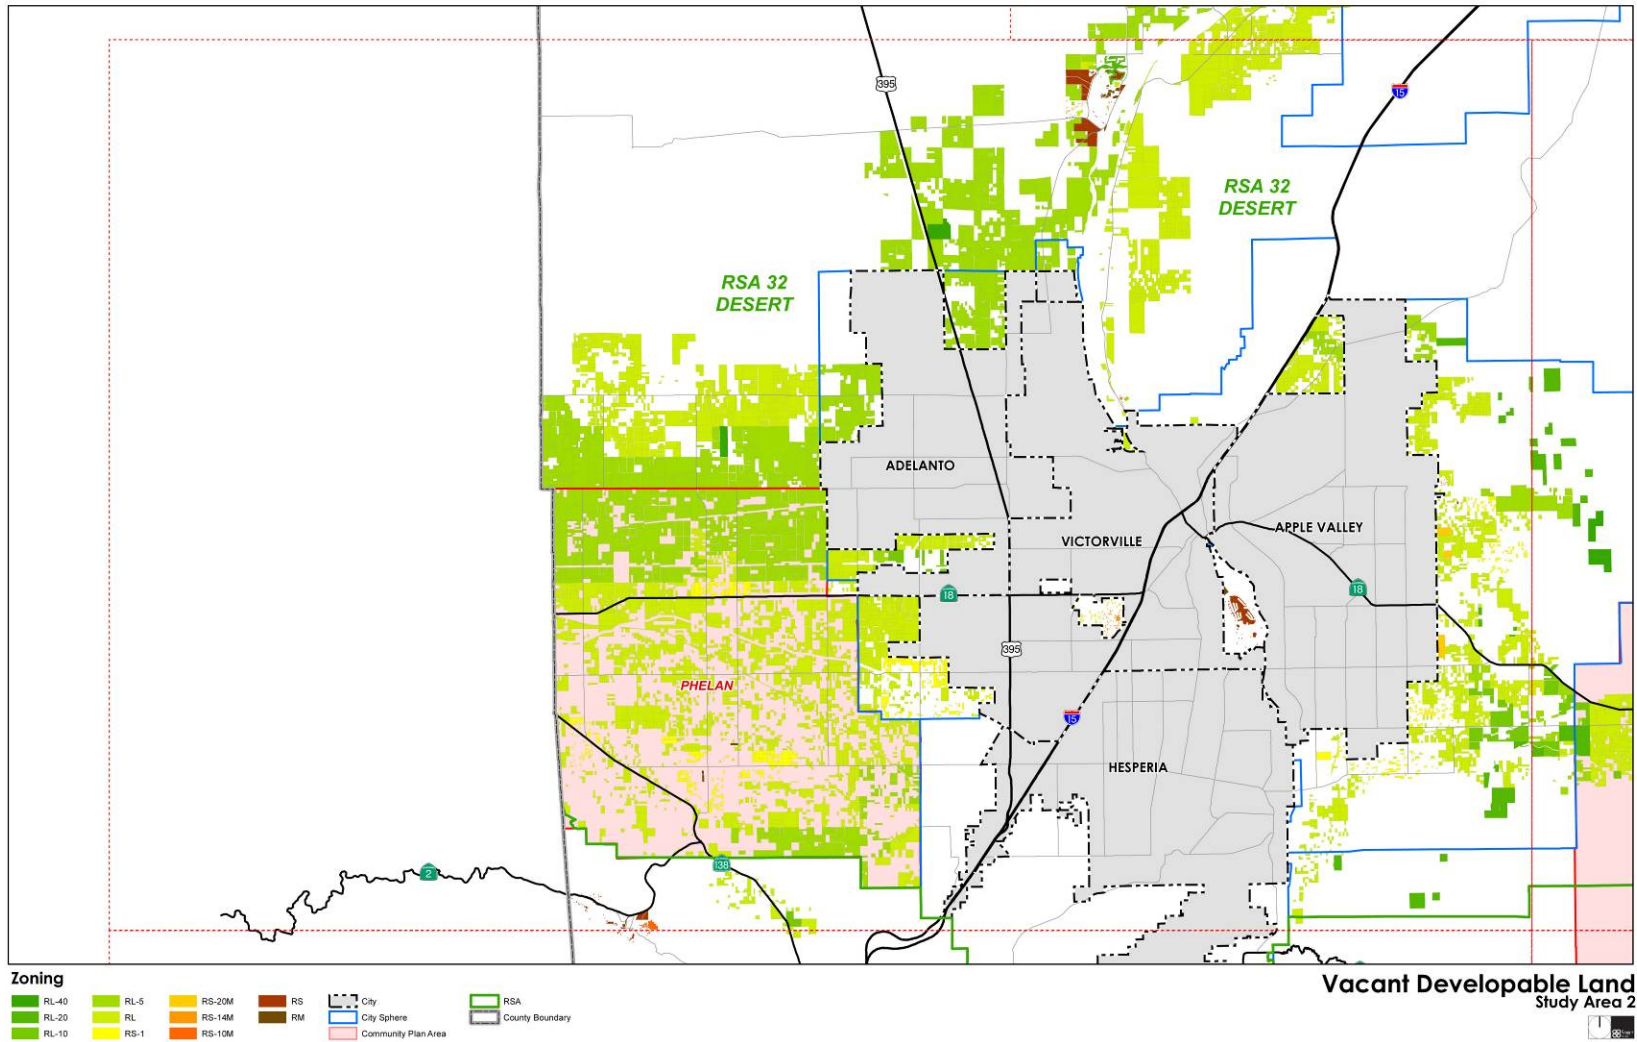 395
15
RSA 32
DESERT
RSA 32
DESERT
ADELANTO
APPLE VALLEY
VICTORVILLE
18
18
395
PHELAN
15
HESPERIA
138
2
Zoning
Vacant Developable Land
Study Area 2
RL-40
RL-5
RS-20M
RS
City
RSA
RL-20
RL
RS-14M
RM
City Sphere
County Boundary
RL-10
RS-1
RS-10M
Community Plan Area